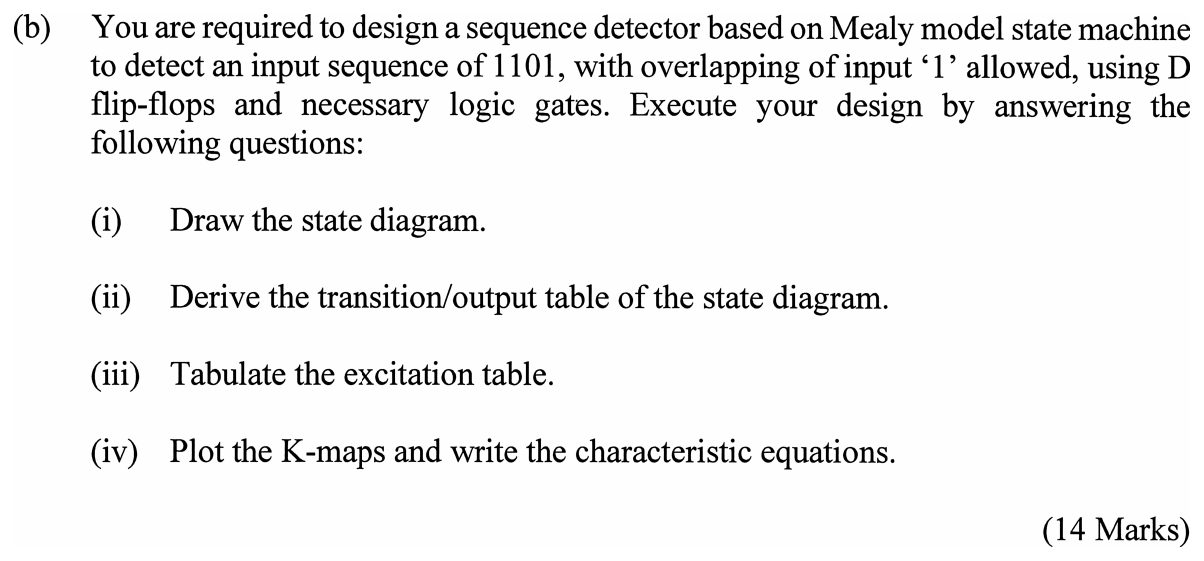 (b) You are required to design a sequence detector based on Mealy model state machine
to detect an input sequence of 1101, with overlapping of input ‘1’ allowed, using D
flip-flops and necessary logic gates. Execute your design by answering the
following questions:
(i) Draw the state diagram.
(ii) Derive the transition/output table of the state diagram.
(iii) Tabulate the excitation table.
(iv) Plot the K-maps and write the characteristic equations.
(14 Marks)